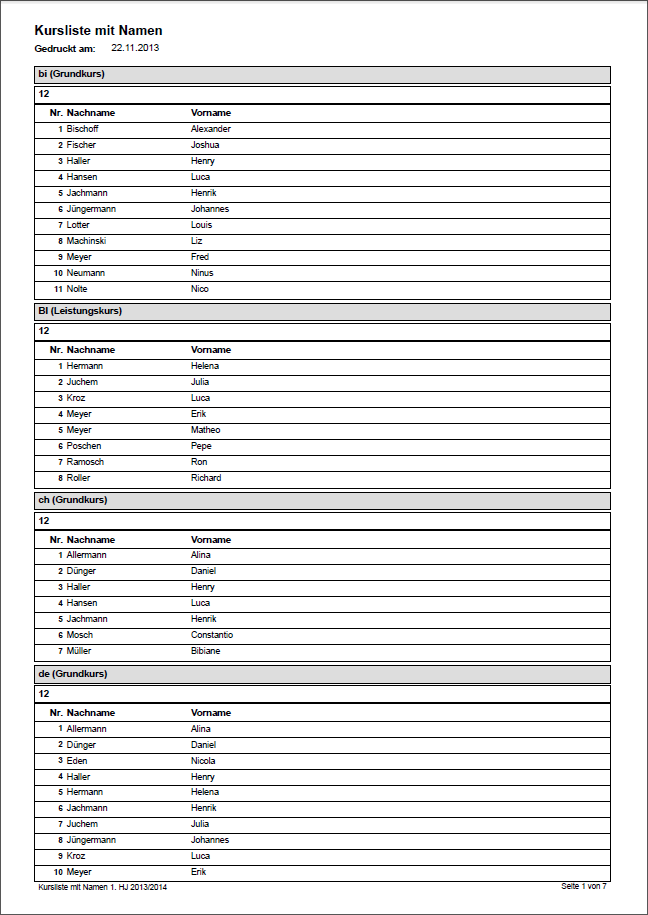 Kursliste mit Namen
Gedruckt am: 22.11.2013
bi (Grundkurs)
12
Nr. Nachname Vorname
1 Bischoff Alexander
2 Fischer Joshua
3 Haller Henry
4 Hansen Luca
5 Jachmann Henrik
6 Jüngermann Johannes
7 Lotter Louis
8 Machinski Liz
9 Meyer Fred
10 Neumann Ninus
11 Nolte Nico
BI (Leistungskurs)
12
Nr. Nachname Vorname
1 Hermann Helena
2 Juchem Julia
3 Kroz Luca
4 Meyer Erik
5 Meyer Matheo
6 Poschen Pepe
7 Ramosch Ron
8 Roller Richard
ch (Grundkurs)
12
Nr. Nachname Vorname
1 Allermann Alina
2 Dünger Daniel
3 Haller Henry
4 Hansen Luca
5 Jachmann Henrik
6 Mosch Constantio
7 Müller Bibiane
de (Grundkurs)
12
Nr. Nachname Vorname
1 Allermann Alina
2 Dünger Daniel
3 Eden Nicola
4 Haller Henry
5 Hermann Helena
6 Jachmann Henrik
7 Juchem Julia
8 Jüngermann Johannes
9 Kroz Luca
10 Meyer Erik
Kursliste mit Namen 1. HJ 2013/2014 Seite 1 von 7